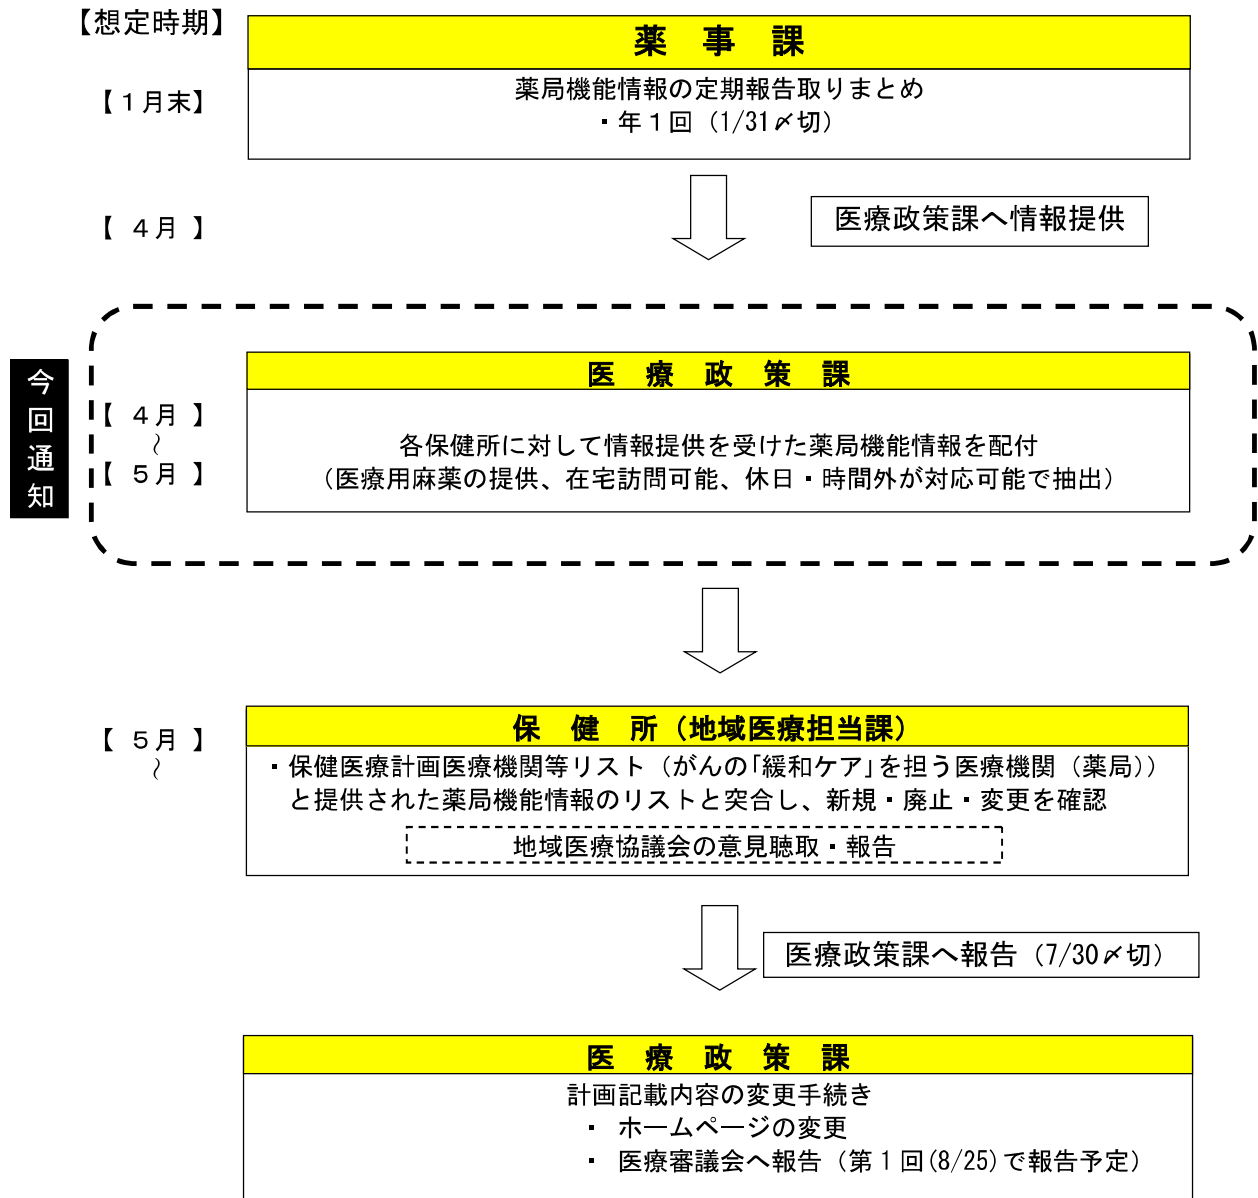 【想定時期】
薬 事 課
【１月末】
薬局機能情報の定期報告取りまとめ
・年１回（1/31〆切）
【 ４月 】
医療政策課へ情報提供
今回通知
医 療 政 策 課
【 ４月 】
～
【 ５月 】
各保健所に対して情報提供を受けた薬局機能情報を配付
（医療用麻薬の提供、在宅訪問可能、休日・時間外が対応可能で抽出）
【 ５月 】
～
保 健 所（地域医療担当課）
・保健医療計画医療機関等リスト（がんの｢緩和ケア｣を担う医療機関（薬局））
と提供された薬局機能情報のリストと突合し、新規・廃止・変更を確認
地域医療協議会の意見聴取・報告
医療政策課へ報告（7/30〆切）
医 療 政 策 課
計画記載内容の変更手続き
・ ホームページの変更
・ 医療審議会へ報告（第１回(8/25)で報告予定）